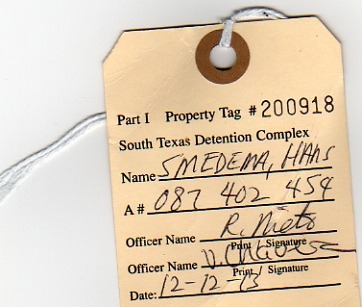 Part I Property Tag # 200918
South Texas Detention Complex
Name SMEDEMA, HANS
A # 087 402 454
Officer Name R. Nieto
Print / Signature
Officer Name
Print / Signature
Date: 12-12-13